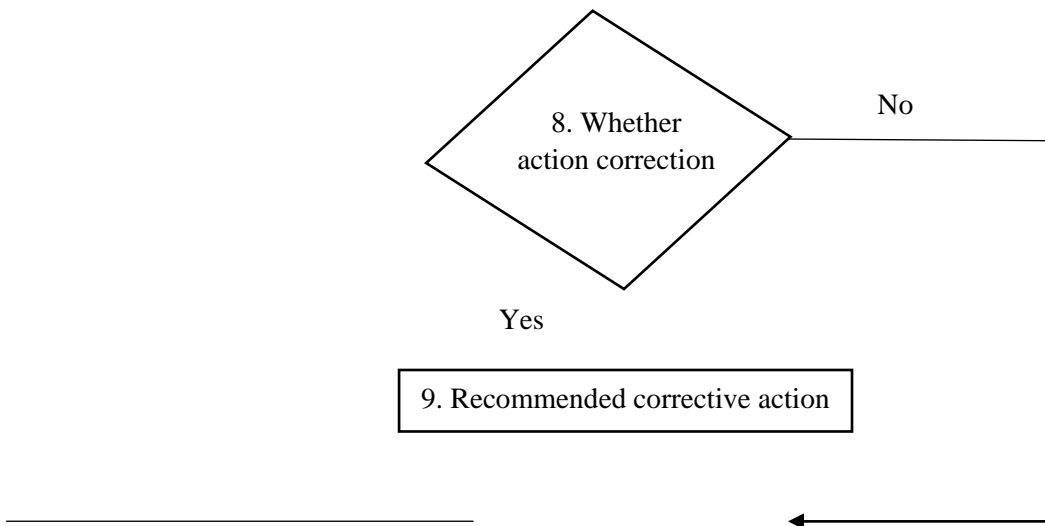 No
8. Whether
action correction
Yes
9. Recommended corrective action